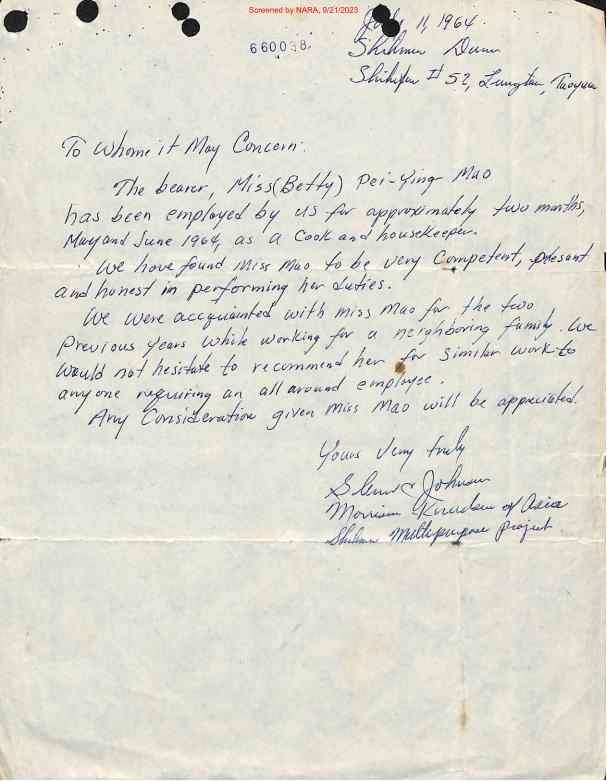 Screened by NARA, 9/21/2023
July 11, 1964
660038
Shihmen
Shihifen # 52, Lungtan, Taoyuan
To Whome it May Concern:
The bearer, Miss (Betty) Pei-Ying Mao
has been employed by us for approximately two months,
May and June 1964, as a Cook and housekeeper.
We have found Miss Mao to be very Competent, plesant
and honest in performing her duties.
We were accquainted with Miss Mao for the two
previous years while working for a neighboring family. We
would not hesitate to recommend her for similar work to
anyone requiring an all around employee.
Any Consideration given Miss Mao will be appreciated.
Yours Very truly
Johnson
Morrison Knudsen of Asia
Shihmen Multipurpose project.